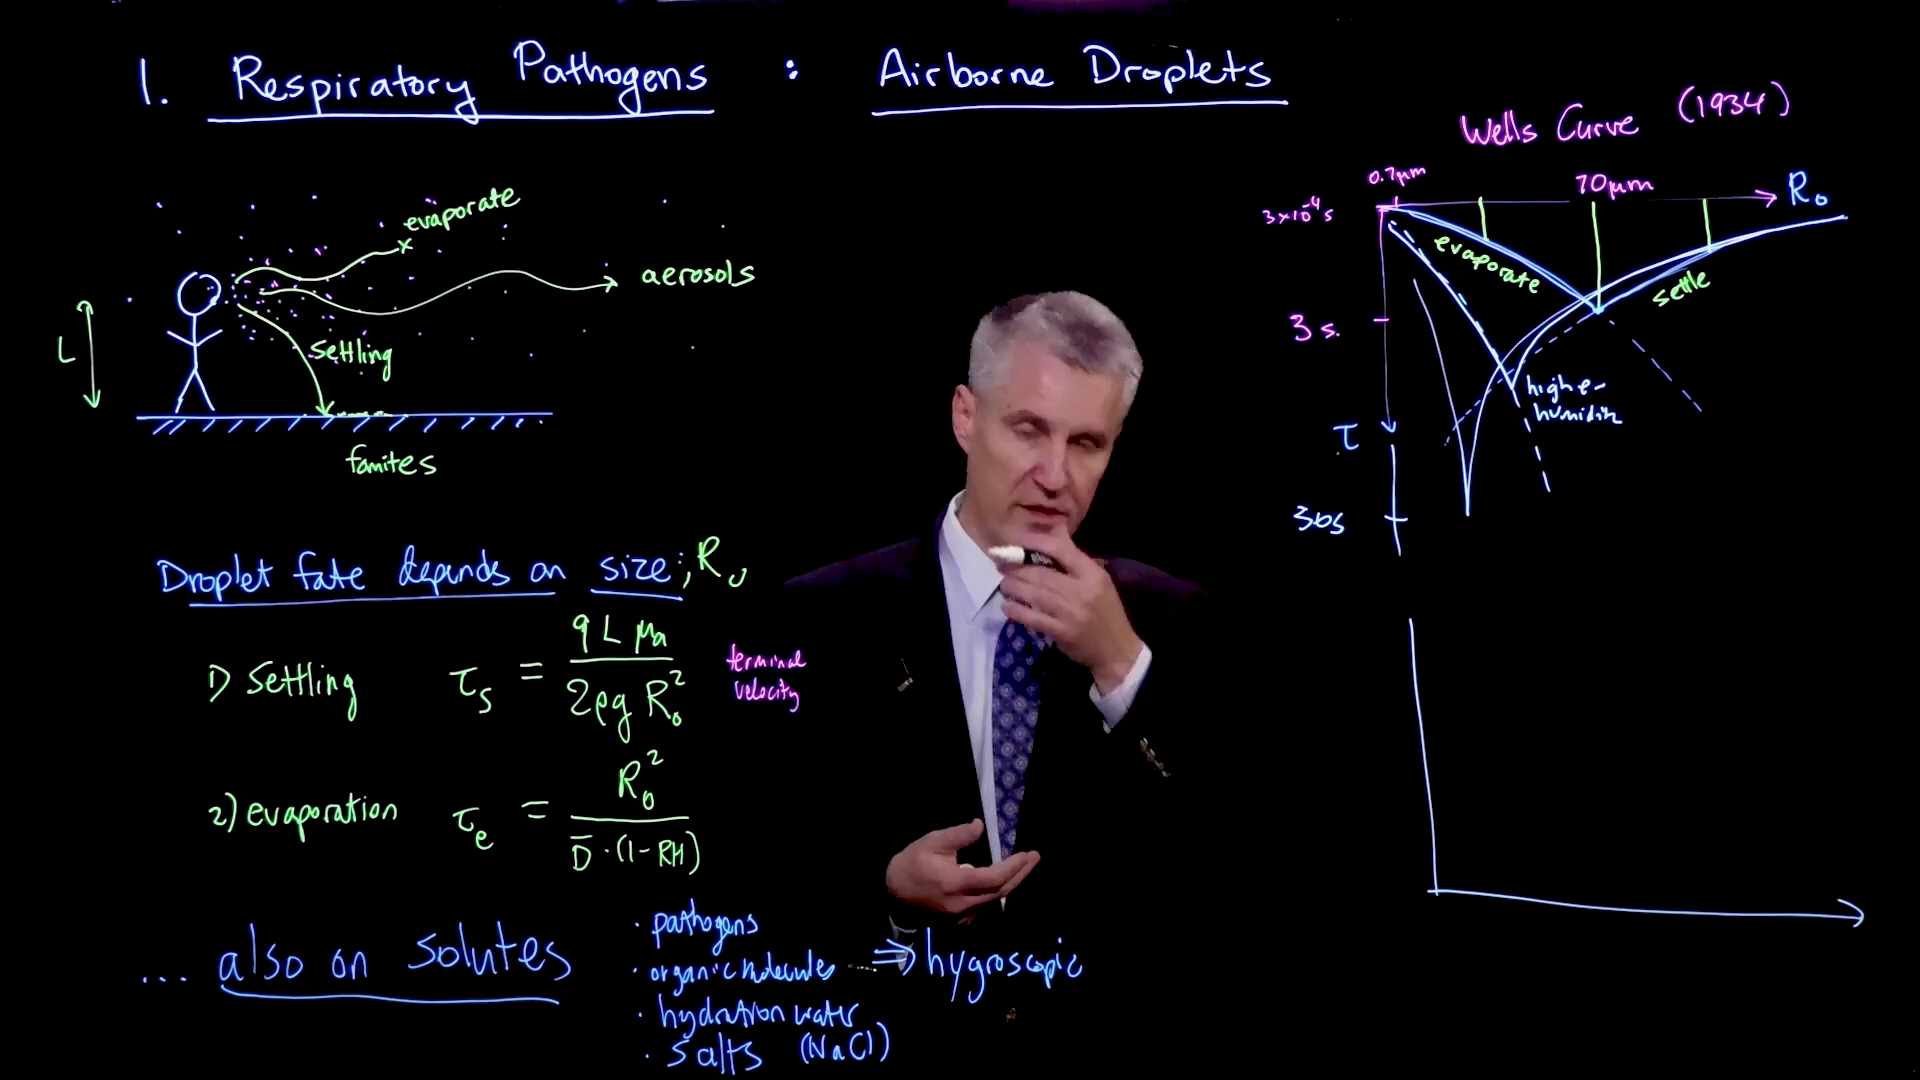 1. Respiratory Pathogens : Airborne Droplets
Wells Curve (1934)
0.7μm
70μm
R₀
3×10⁻⁴ s
evaporate
settle
3 s.
higher
humidity
τ
30s
evaporate
aerosols
settling
L
fomites
Droplet fate depends on size; R₀
1) Settling τₛ = 9 L μₐ / 2ρg R₀²
terminal
velocity
2) evaporation τₑ = R₀² / D̅ · (1-RH)
... also on solutes
· pathogens
· organic molecules
· hydration water
· salts (NaCl)
⇒ hygroscopic